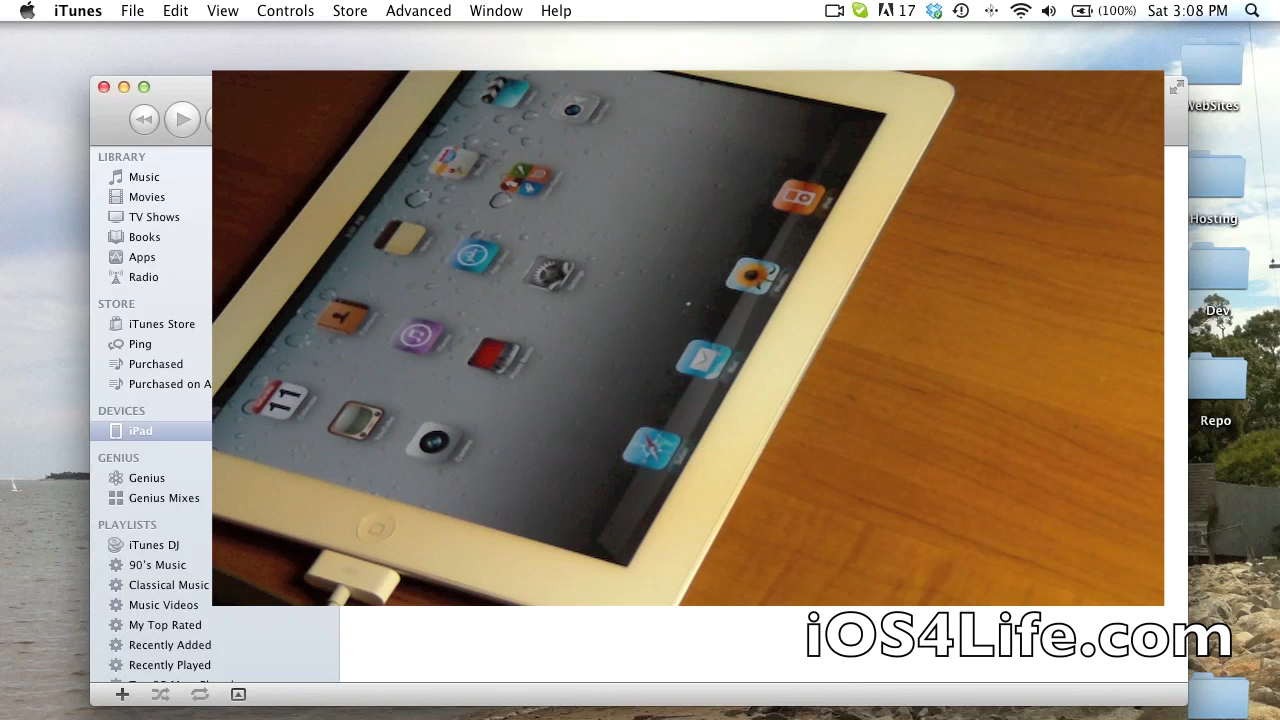 iTunes File Edit View Controls Store Advanced Window Help 17 (100%) Sat 3:08 PM
WebSites
LIBRARY
Music
Movies
TV Shows
Books
Apps
Radio
STORE
iTunes Store
Ping
Purchased
Purchased on A
DEVICES
iPad
GENIUS
Genius
Genius Mixes
PLAYLISTS
iTunes DJ
90's Music
Classical Music
Music Videos
My Top Rated
Recently Added
Recently Played
11
Hosting
Dev
Repo
iOS4Life.com